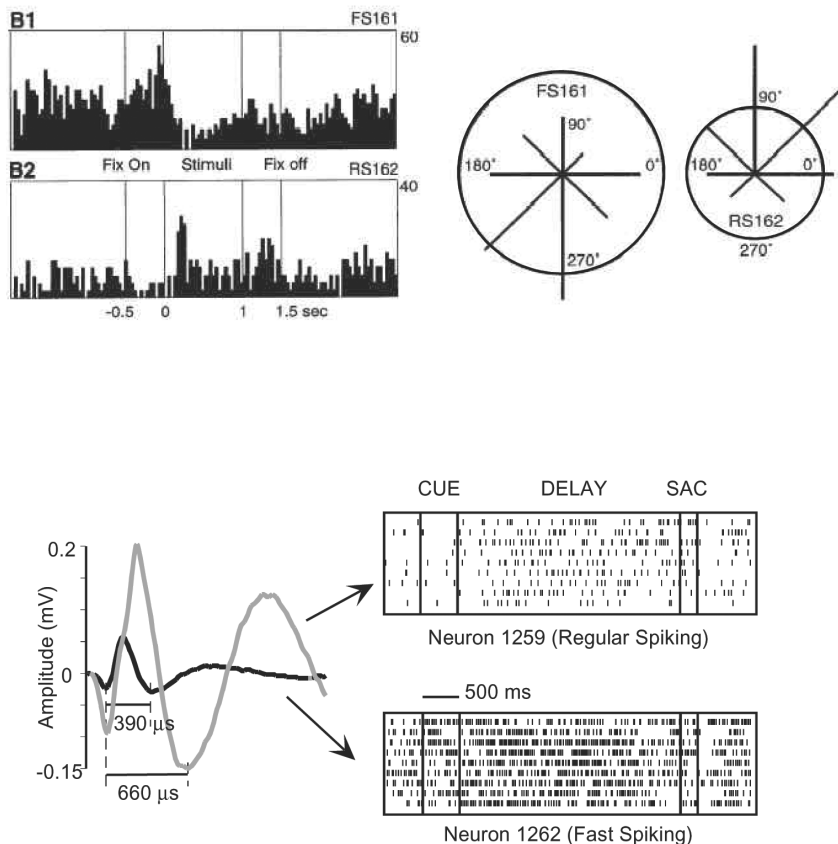 B1 FS161
60
B2 Fix On Stimuli Fix off RS162
40
-0.5 0 1 1.5 sec
FS161
90°
180° 0°
270°
90°
180° 0°
RS162
270°
CUE DELAY SAC
Neuron 1259 (Regular Spiking)
500 ms
Neuron 1262 (Fast Spiking)
Amplitude (mV)
0.2
0
-0.15
390 µs
660 µs